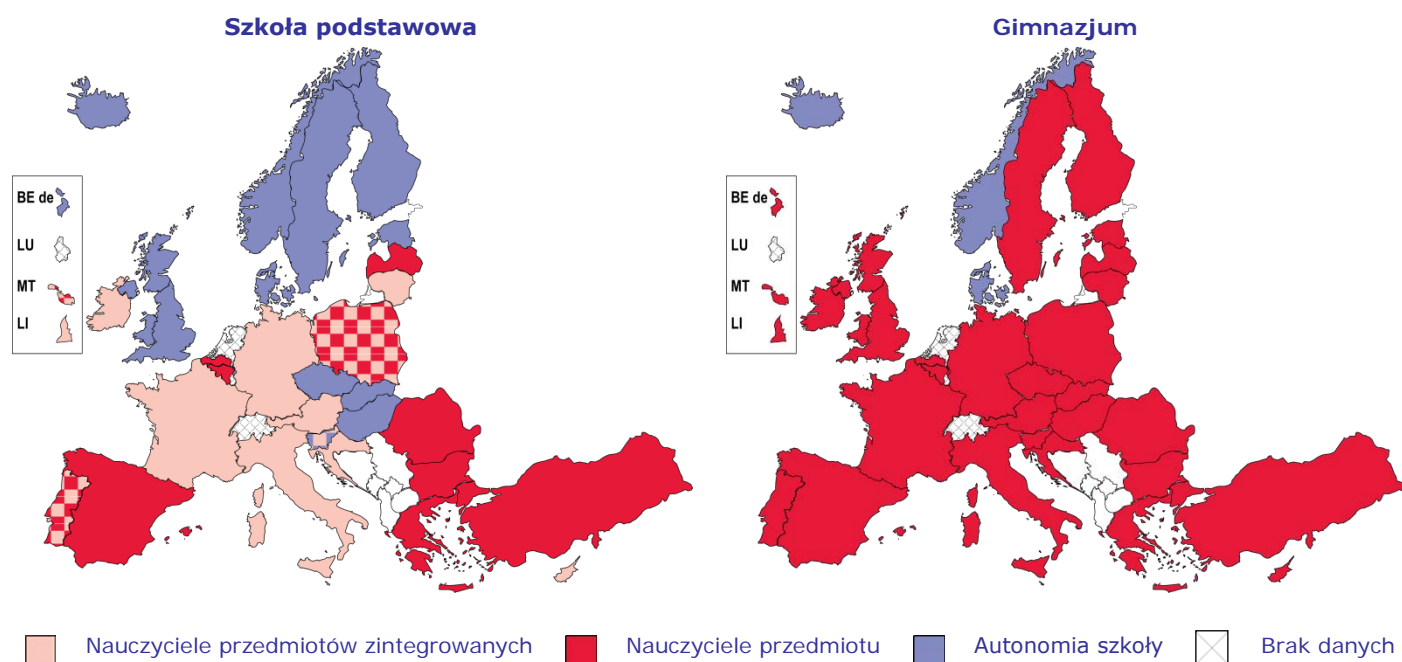 Szkoła podstawowa
Gimnazjum
BE de
LU
MT
LI
BE de
LU
MT
LI
Nauczyciele przedmiotów zintegrowanych
Nauczyciele przedmiotu
Autonomia szkoły
Brak danych